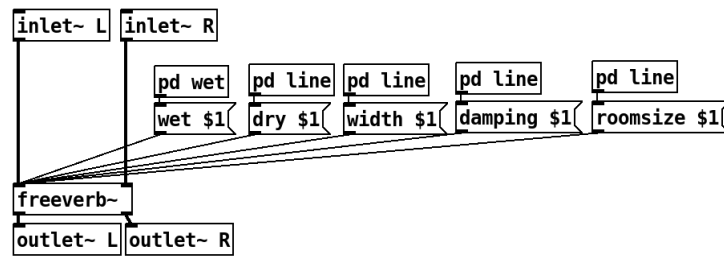 inlet~ L
inlet~ R
pd wet
pd line
pd line
pd line
pd line
wet $1
dry $1
width $1
damping $1
roomsize $1
freeverb~
outlet~ L
outlet~ R